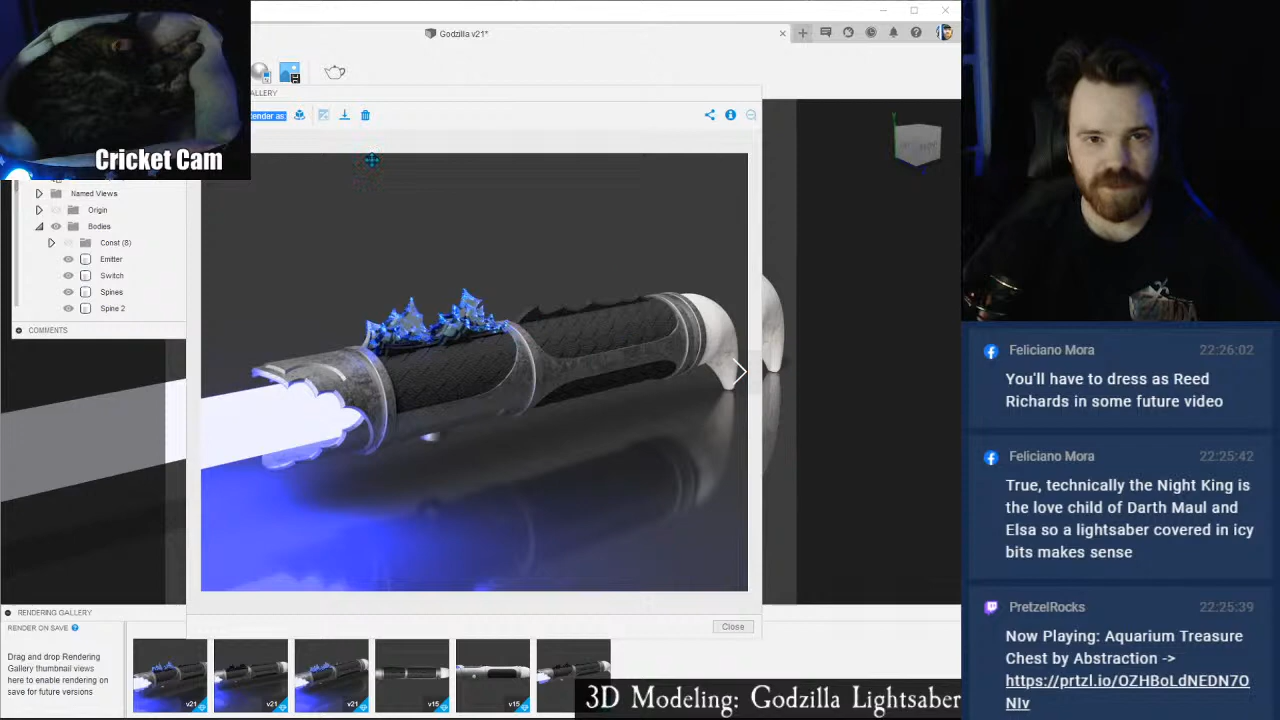 Godzilla v21*
ALLERY
ender as
Cricket Cam
Named Views
Origin
Bodies
Const (8)
Emitter
Switch
Spines
Spine 2
COMMENTS
RENDERING GALLERY
RENDER ON SAVE
Drag and drop Rendering
Gallery thumbnail views
here to enable rendering on
save for future versions
v21
v21
v21
v15
v15
Close
3D Modeling: Godzilla Lightsaber
Feliciano Mora 22:26:02
You'll have to dress as Reed
Richards in some future video
Feliciano Mora 22:25:42
True, technically the Night King is
the love child of Darth Maul and
Elsa so a lightsaber covered in icy
bits makes sense
PretzelRocks 22:25:39
Now Playing: Aquarium Treasure
Chest by Abstraction ->
https://prtzl.io/OZHBoLdNEDN7O
NIv